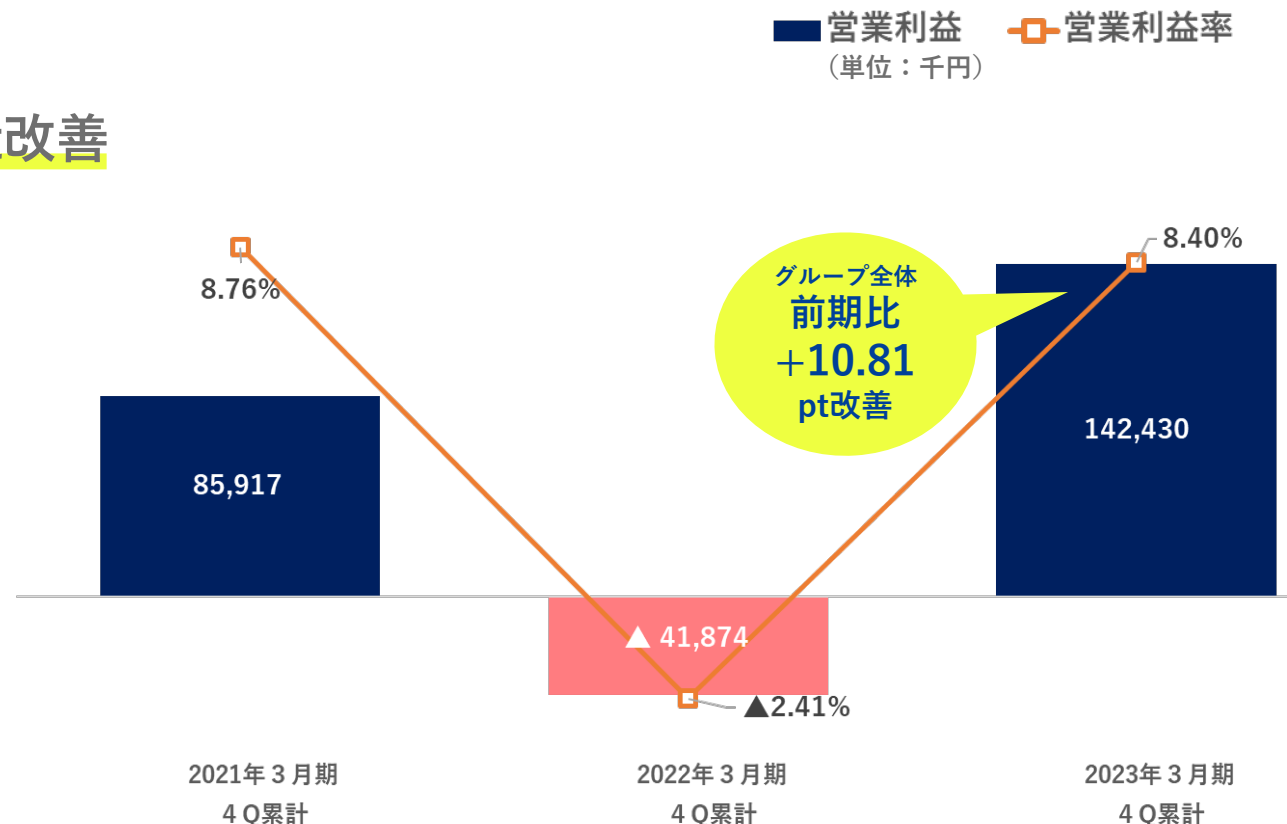 営業利益
（単位：千円）
営業利益率
改善
8.76%
グループ全体
前期比
+10.81
pt改善
8.40%
85,917
142,430
▲ 41,874
▲2.41%
2021年３月期
４Q累計
2022年３月期
４Q累計
2023年３月期
４Q累計